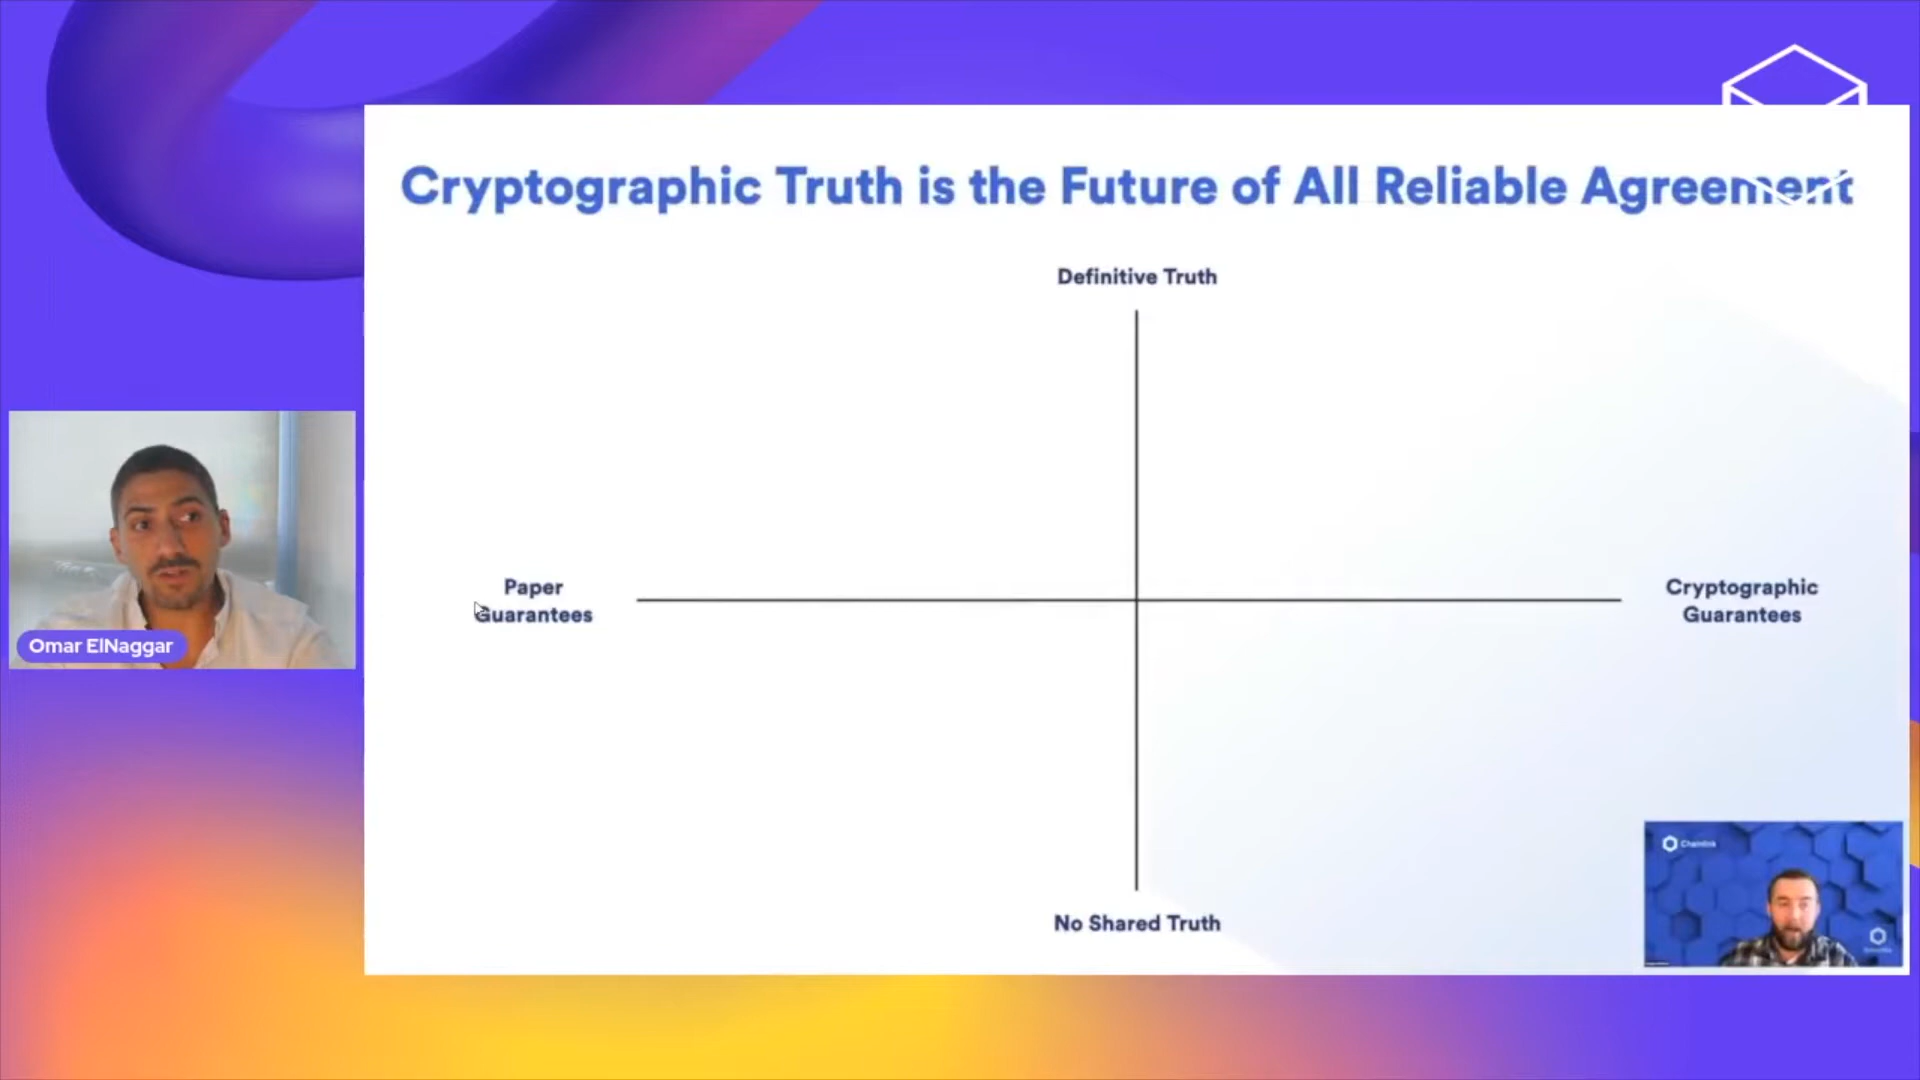 Cryptographic Truth is the Future of All Reliable Agreement
Definitive Truth
Paper
Guarantees
Cryptographic
Guarantees
No Shared Truth
Omar ElNaggar
Chainlink